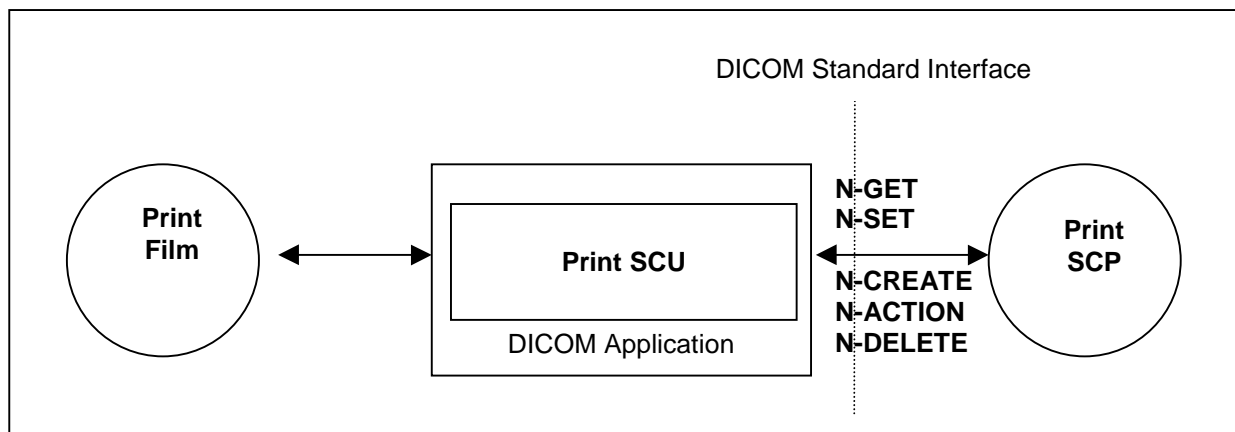 DICOM Standard Interface
Print
Film
Print SCU
DICOM Application
N-GET
N-SET
N-CREATE
N-ACTION
N-DELETE
Print
SCP